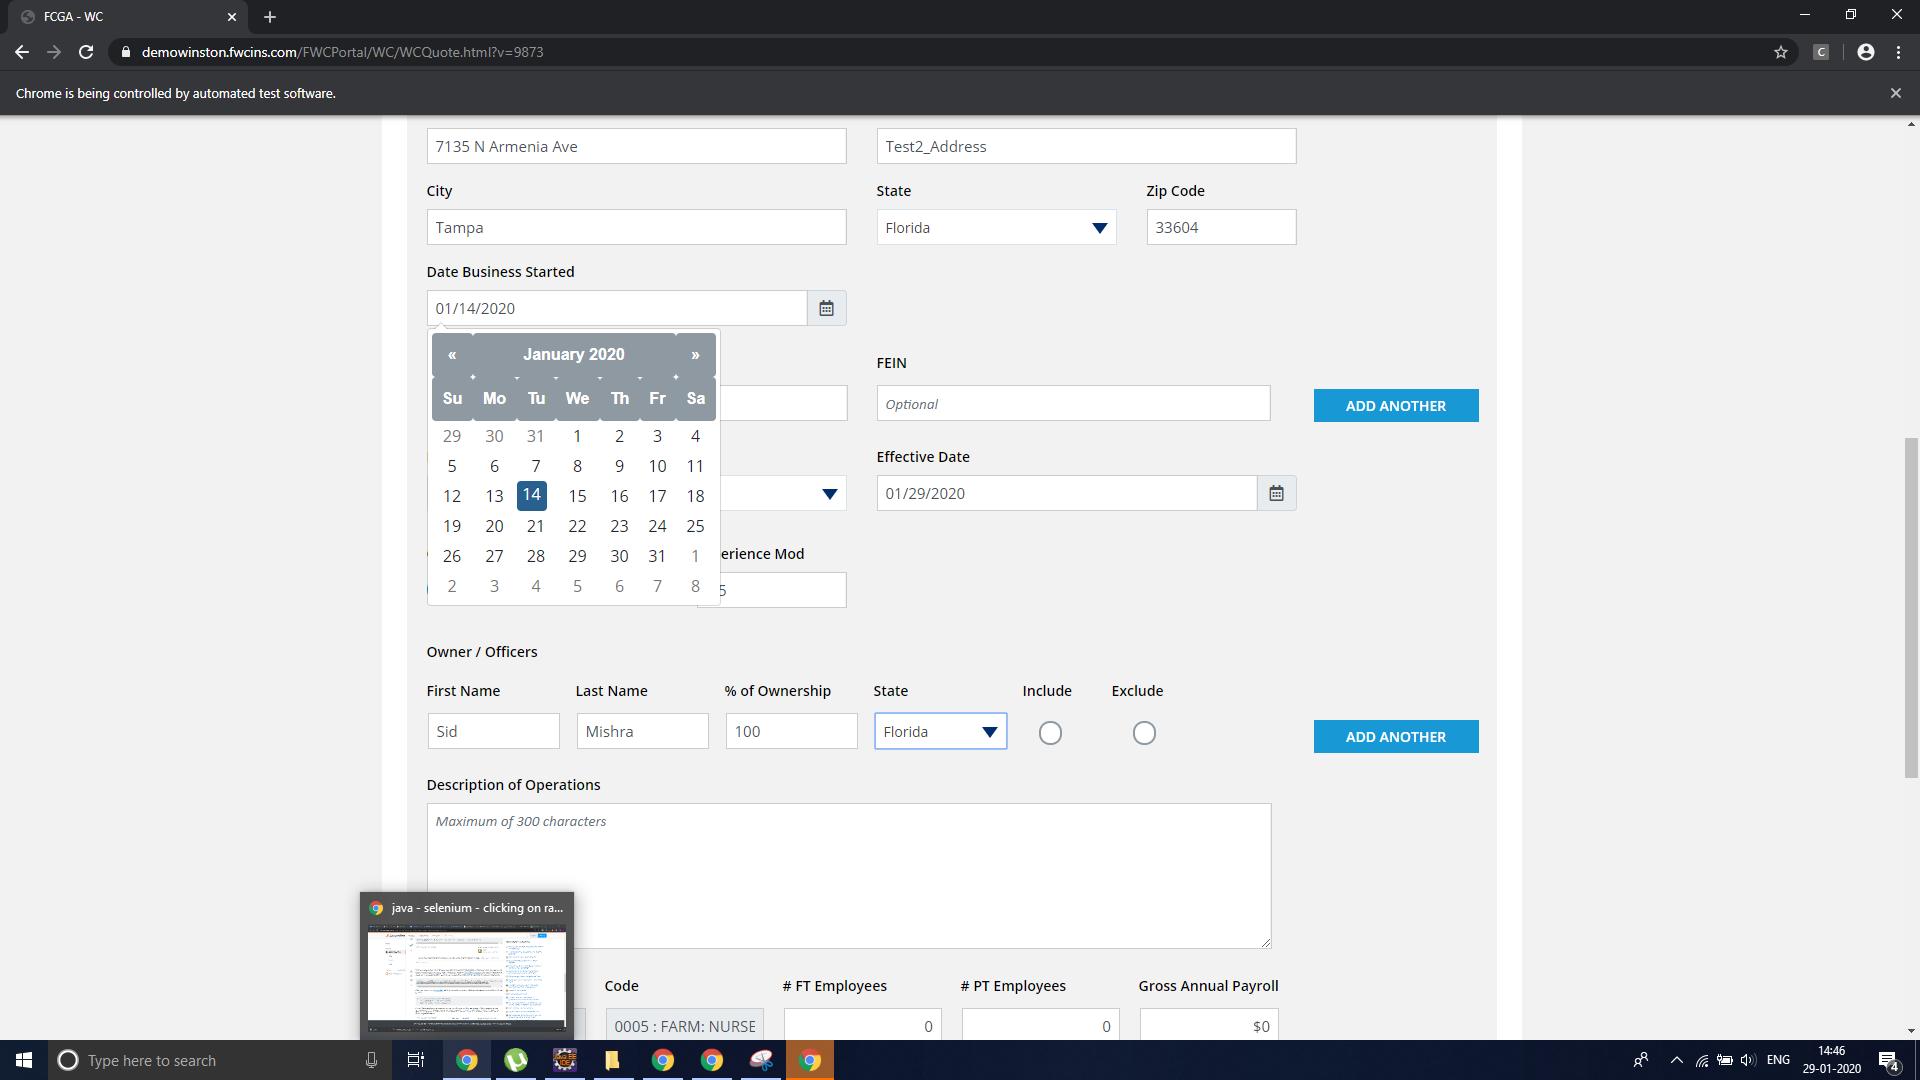 FCGA - WC
demowinston.fwcins.com/FWCPortal/WC/WCQuote.html?v=9873
C
Chrome is being controlled by automated test software.
7135 N Armenia Ave
Test2_Address
City
State
Zip Code
Tampa
Florida
33604
Date Business Started
01/14/2020
« January 2020 »
Su Mo Tu We Th Fr Sa
29 30 31 1 2 3 4
5 6 7 8 9 10 11
12 13 14 15 16 17 18
19 20 21 22 23 24 25
26 27 28 29 30 31 1
2 3 4 5 6 7 8
FEIN
Optional
ADD ANOTHER
Effective Date
01/29/2020
erience Mod
5
Owner / Officers
First Name
Last Name
% of Ownership
State
Include
Exclude
Sid
Mishra
100
Florida
ADD ANOTHER
Description of Operations
Maximum of 300 characters
java - selenium - clicking on ra...
Code
# FT Employees
# PT Employees
Gross Annual Payroll
0005 : FARM: NURSE
0
0
$0
Type here to search
ENG
14:46
29-01-2020
4